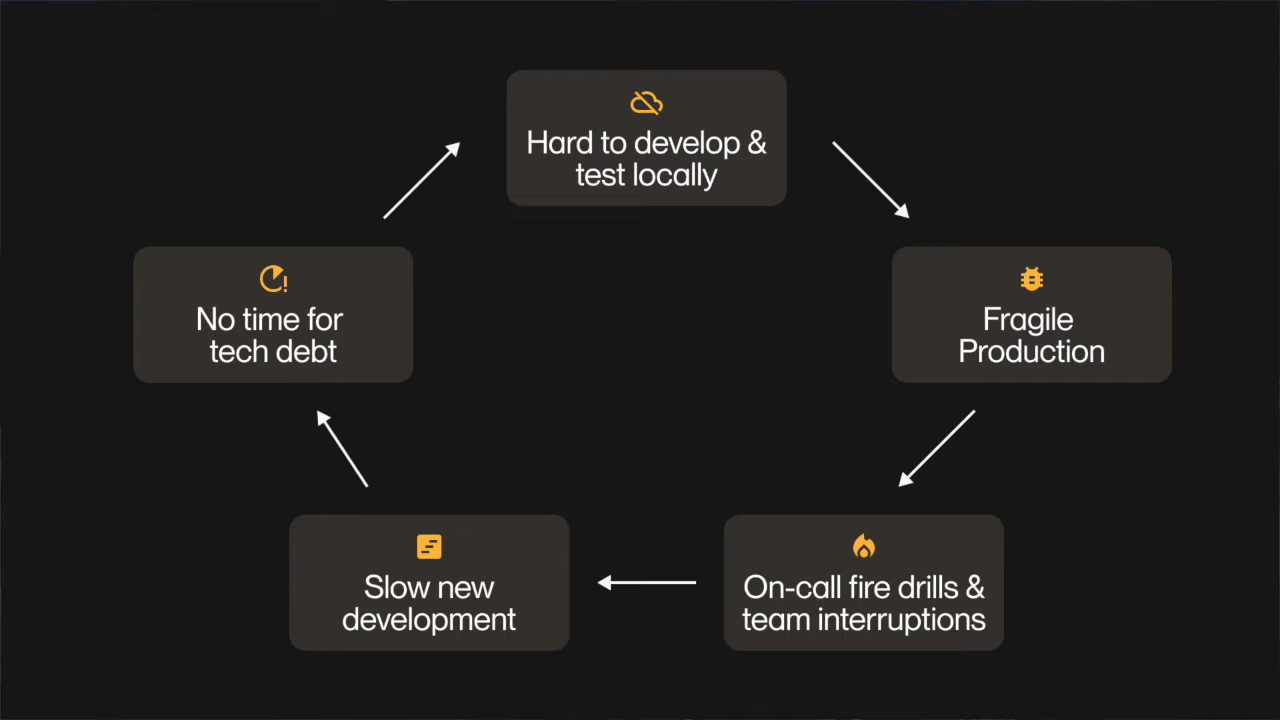 Hard to develop &
test locally
No time for
tech debt
Fragile
Production
Slow new
development
On-call fire drills &
team interruptions